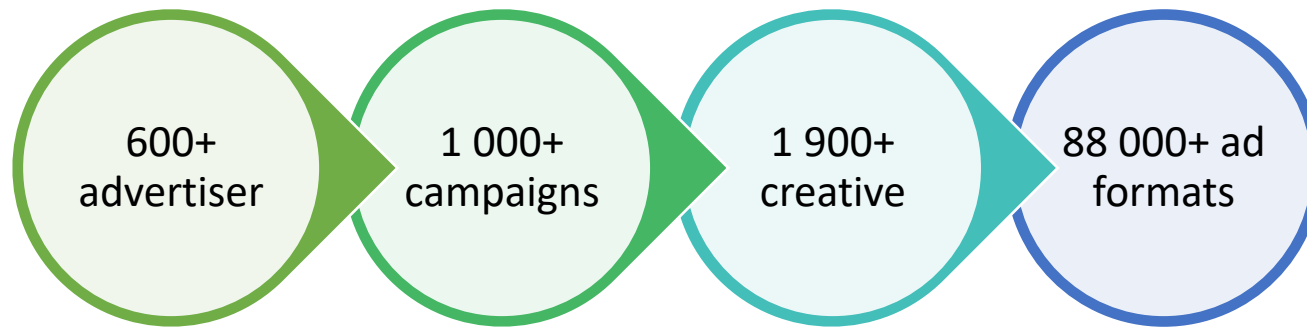 600+
advertiser
1 000+
campaigns
1 900+
creative
88 000+ ad
formats